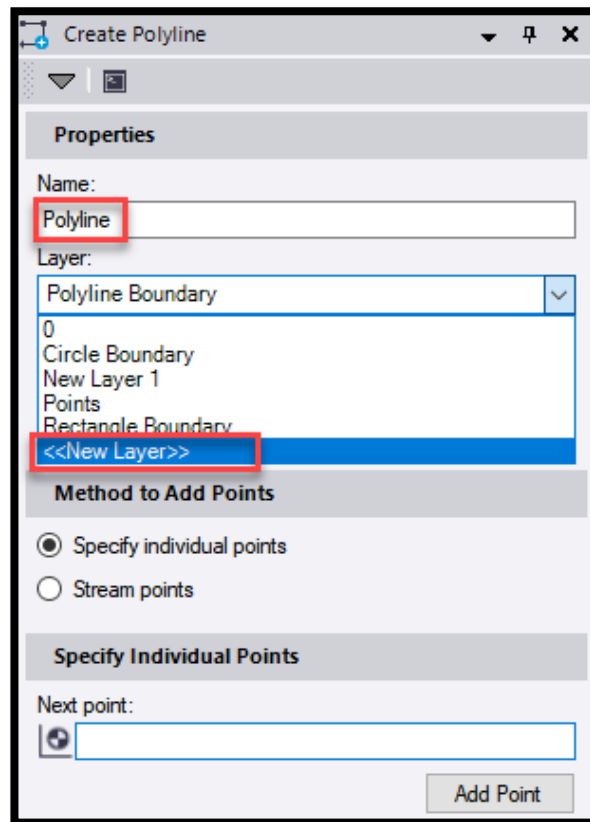 Create Polyline
Properties
Name:
Polyline
Layer:
Polyline Boundary
0
Circle Boundary
New Layer 1
Points
Rectangle Boundary
<<New Layer>>
Method to Add Points
Specify individual points
Stream points
Specify Individual Points
Next point:
Add Point